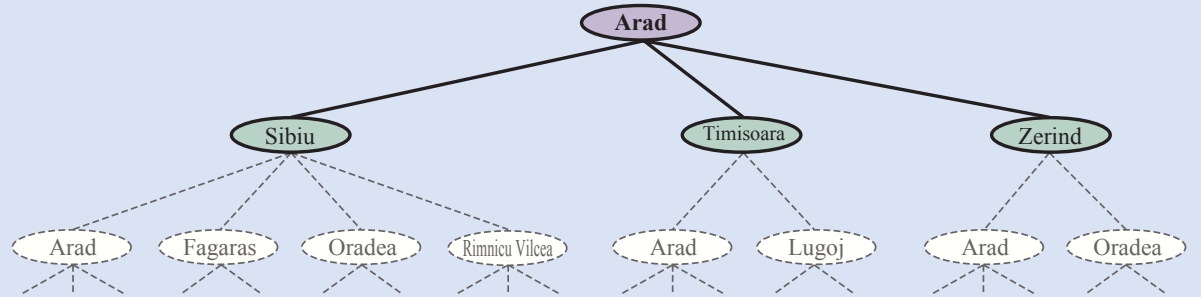 Arad
Sibiu
Timisoara
Zerind
Arad
Fagaras
Oradea
Rimnicu Vilcea
Arad
Lugoj
Arad
Oradea